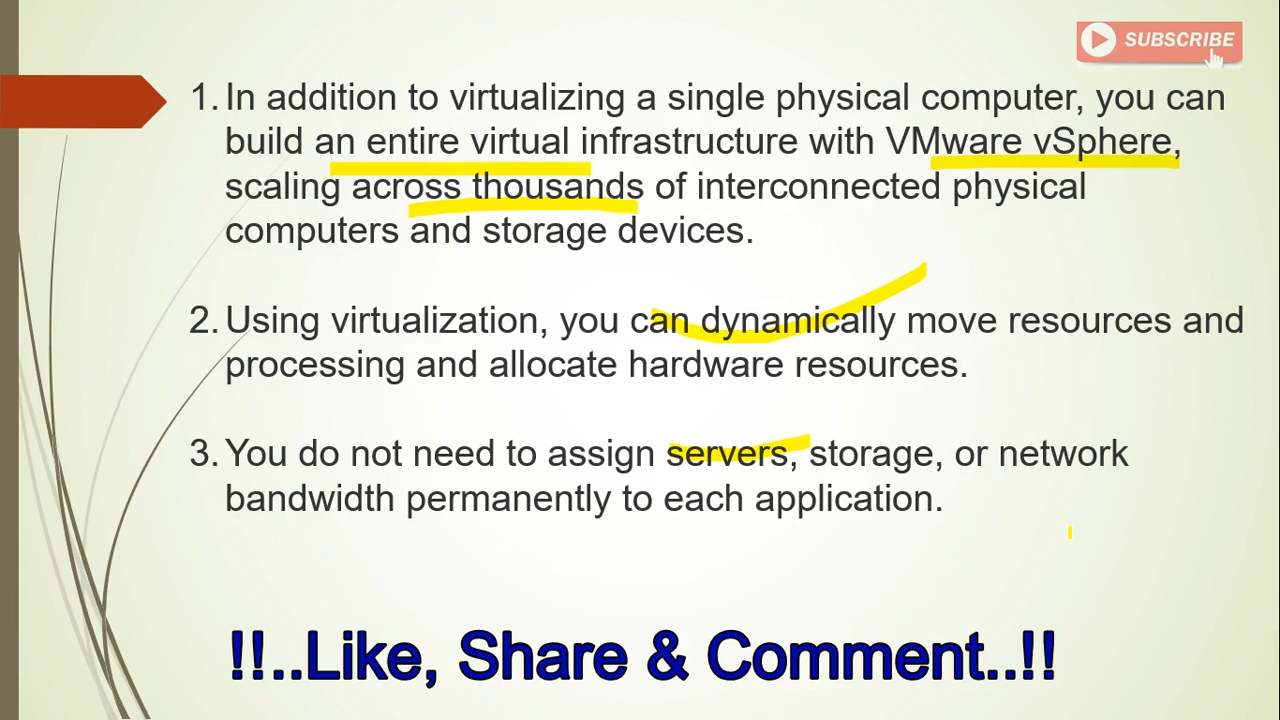 SUBSCRIBE
1. In addition to virtualizing a single physical computer, you can
build an entire virtual infrastructure with VMware vSphere,
scaling across thousands of interconnected physical
computers and storage devices.
2. Using virtualization, you can dynamically move resources and
processing and allocate hardware resources.
3. You do not need to assign servers, storage, or network
bandwidth permanently to each application.
!!..Like, Share & Comment..!!